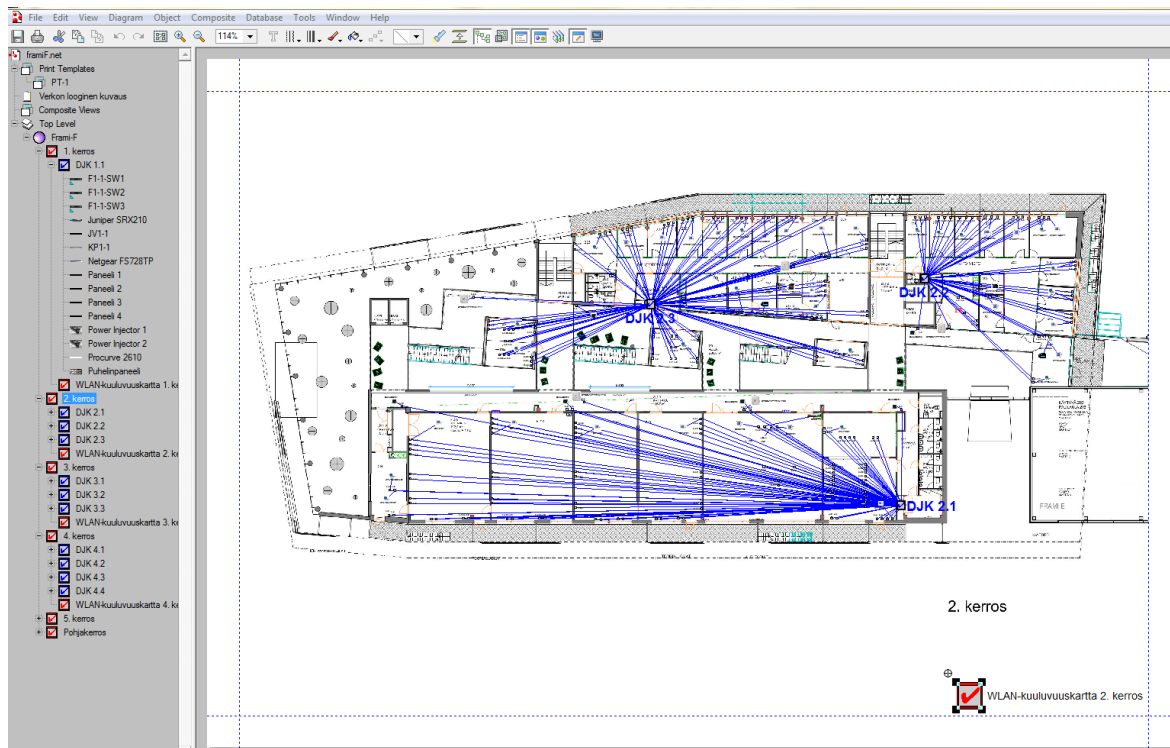 File Edit View Diagram Object Composite Database Tools Window Help
114%
framiF.net
Print Templates
PT-1
Verkon looginen kuvaus
Composite Views
Top Level
Frami-F
1. kerros
DJK 1.1
F1-1-SW1
F1-1-SW2
F1-1-SW3
Juniper SRX210
JV1-1
KP1-1
Netgear FS728TP
Paneeli 1
Paneeli 2
Paneeli 3
Paneeli 4
Power Injector 1
Power Injector 2
Procurve 2610
Puhelinpaneeli
WLAN-kuuluvuuskartta 1. ke
2. kerros
DJK 2.1
DJK 2.2
DJK 2.3
WLAN-kuuluvuuskartta 2. ke
3. kerros
DJK 3.1
DJK 3.2
DJK 3.3
WLAN-kuuluvuuskartta 3. ke
4. kerros
DJK 4.1
DJK 4.2
DJK 4.3
DJK 4.4
WLAN-kuuluvuuskartta 4. ke
5. kerros
Pohjakerros
DJK 2.3
DJK 2.2
DJK 2.1
FRAMI E
2. kerros
WLAN-kuuluvuuskartta 2. kerros